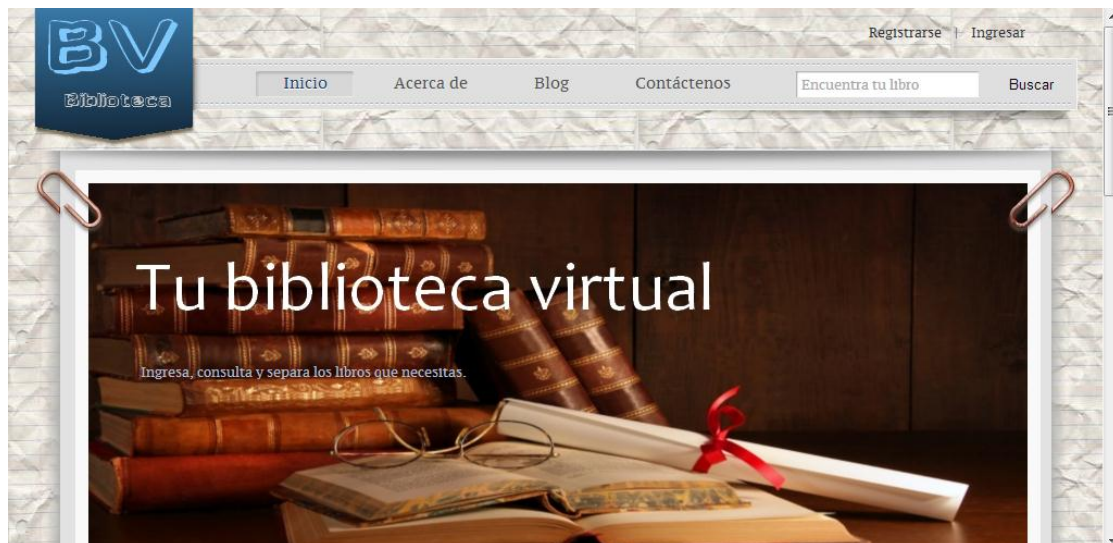 BV
Biblioteca
Registrarse | Ingresar
Inicio Acerca de Blog Contáctenos Encuentra tu libro Buscar
Tu biblioteca virtual
Ingresa, consulta y separa los libros que necesitas.